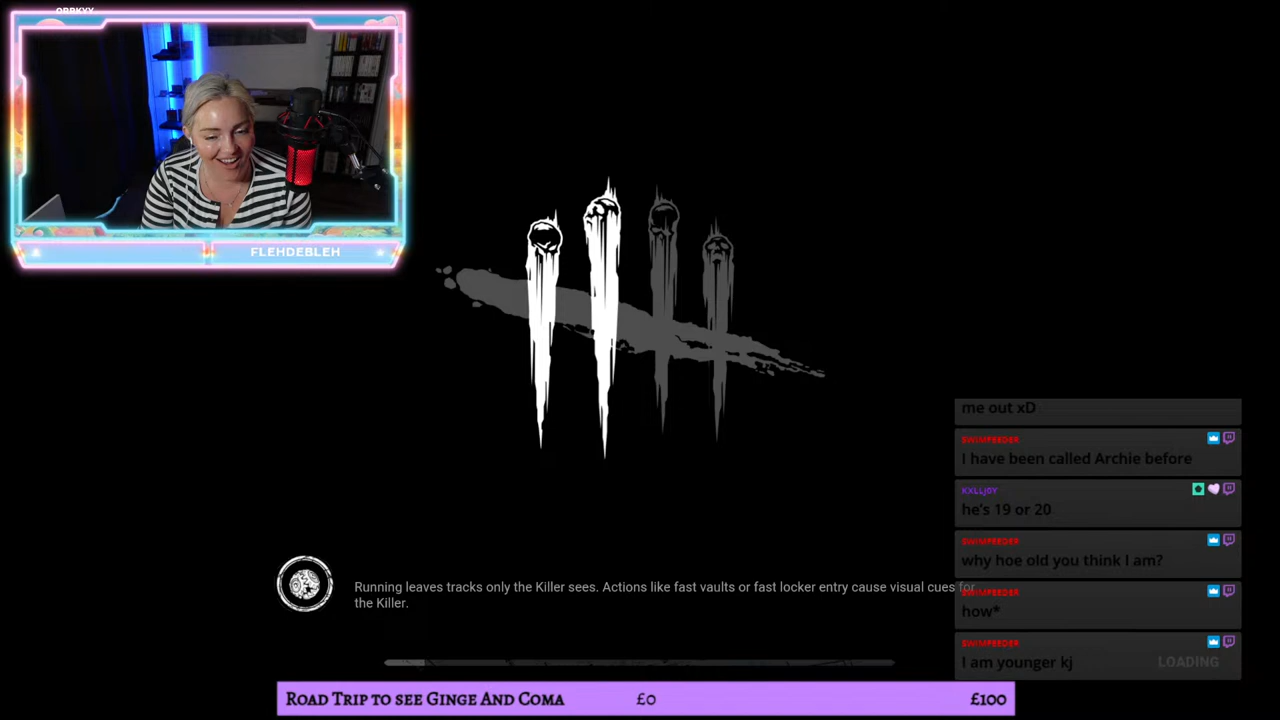 FLEHDEBLEH
me out xD
SWIMFEEDER
I have been called Archie before
KXLLJ0Y
he's 19 or 20
SWIMFEEDER
why hoe old you think I am?
SWIMFEEDER
how*
SWIMFEEDER
I am younger kj
LOADING
Running leaves tracks only the Killer sees. Actions like fast vaults or fast locker entry cause visual cues for
the Killer.
Road Trip to see Ginge And Coma £0 £100